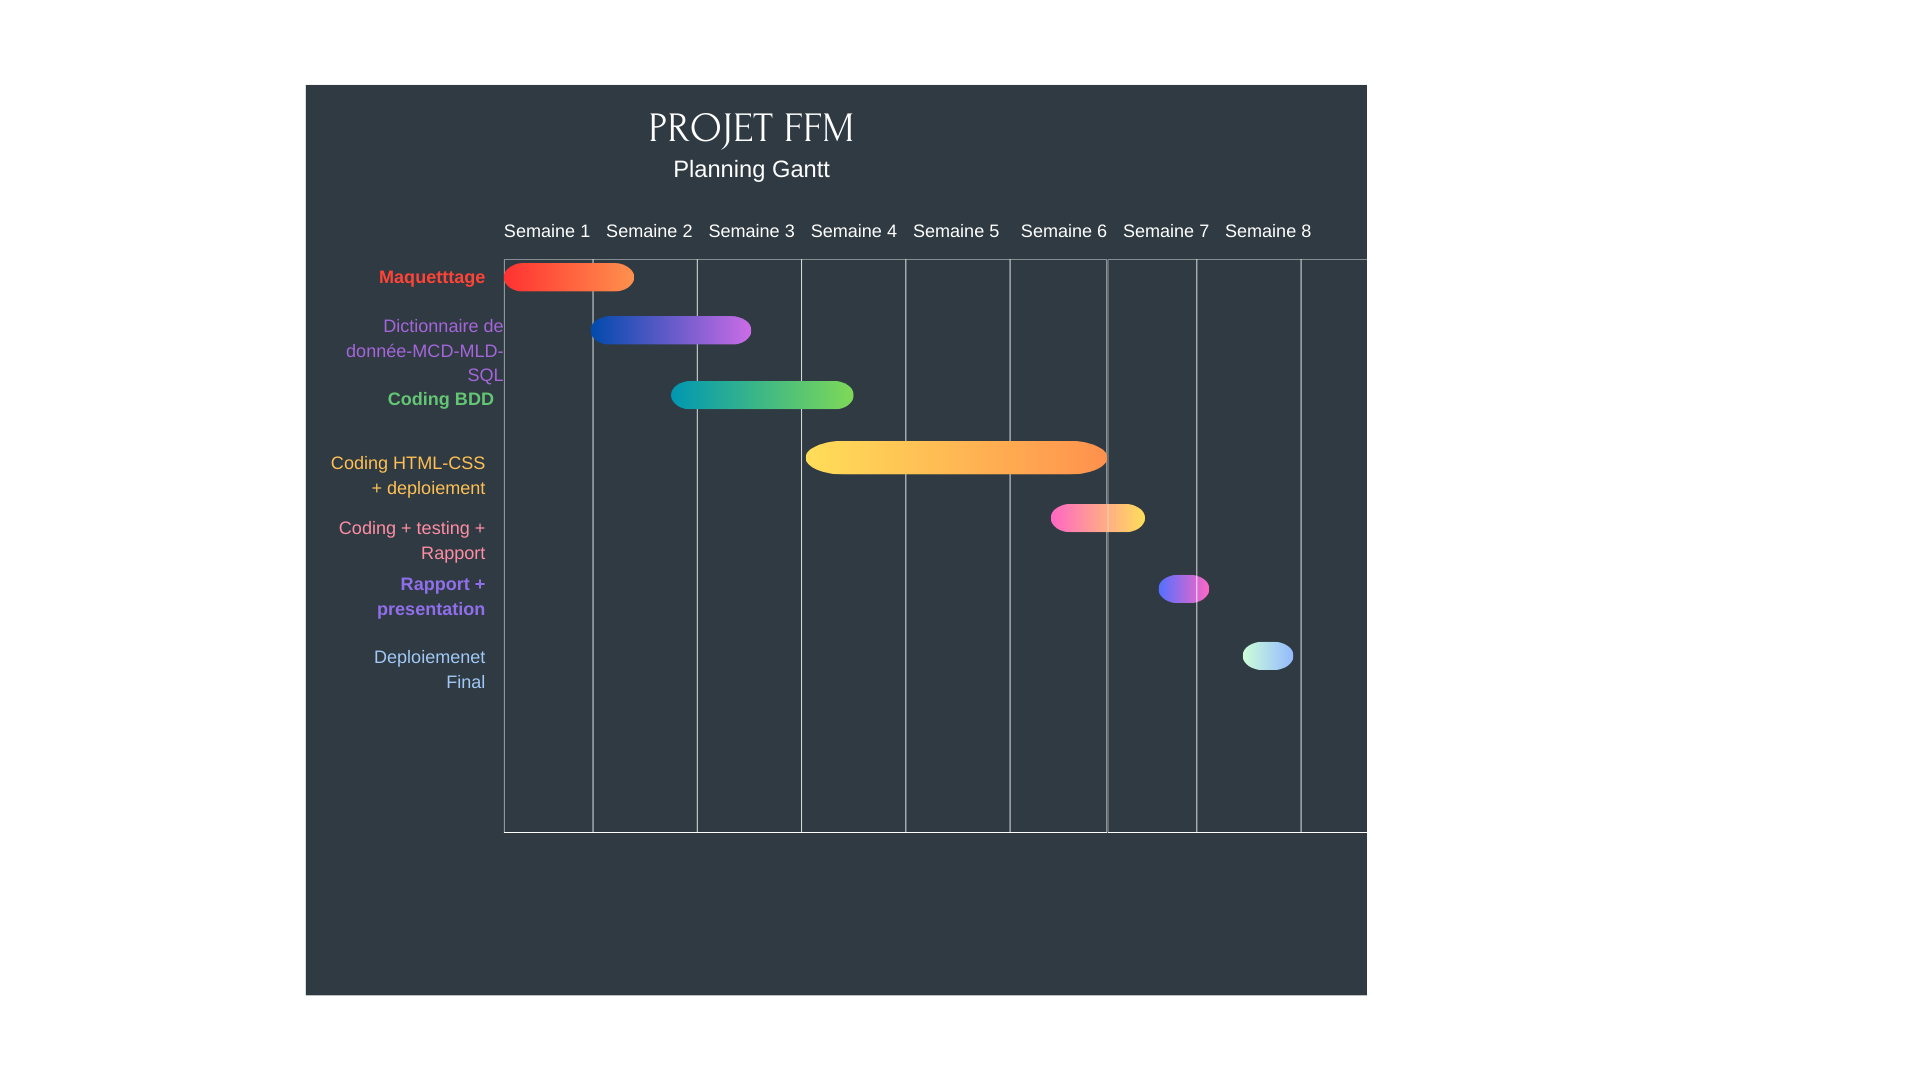 PROJET FFM
Planning Gantt
Semaine 1 Semaine 2 Semaine 3 Semaine 4 Semaine 5 Semaine 6 Semaine 7 Semaine 8
Maquetttage
Dictionnaire de
donnée-MCD-MLD-
SQL
Coding BDD
Coding HTML-CSS
+ deploiement
Coding + testing +
Rapport
Rapport +
presentation
Deploiemenet
Final